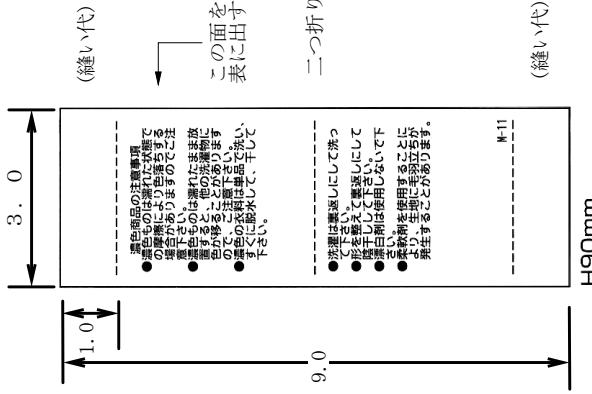 3.0
1.0
9.0
(縫い代)
この面を
表に出す
二つ折り
(縫い代)
濃色商品の注意事項
●濃色ものは濡れた状態で
の摩擦により色落ちする
場合がありますのでご注
意下さい。
●濃色ものは濡れたまま放
置すると、他の洗濯物に
色が移ることがあります
ので、ご注意下さい。
●濃色の衣料は単品で洗い、
すぐに脱水して、干して
下さい。
●洗濯は裏返しにして洗っ
て下さい。
●形を整えて裏返しにして
陰干しして下さい。
●漂白剤は使用しないで下
さい。
●柔軟剤を使用することに
より、生地に毛羽立ちが
発生することがあります。
M-11
H90mm